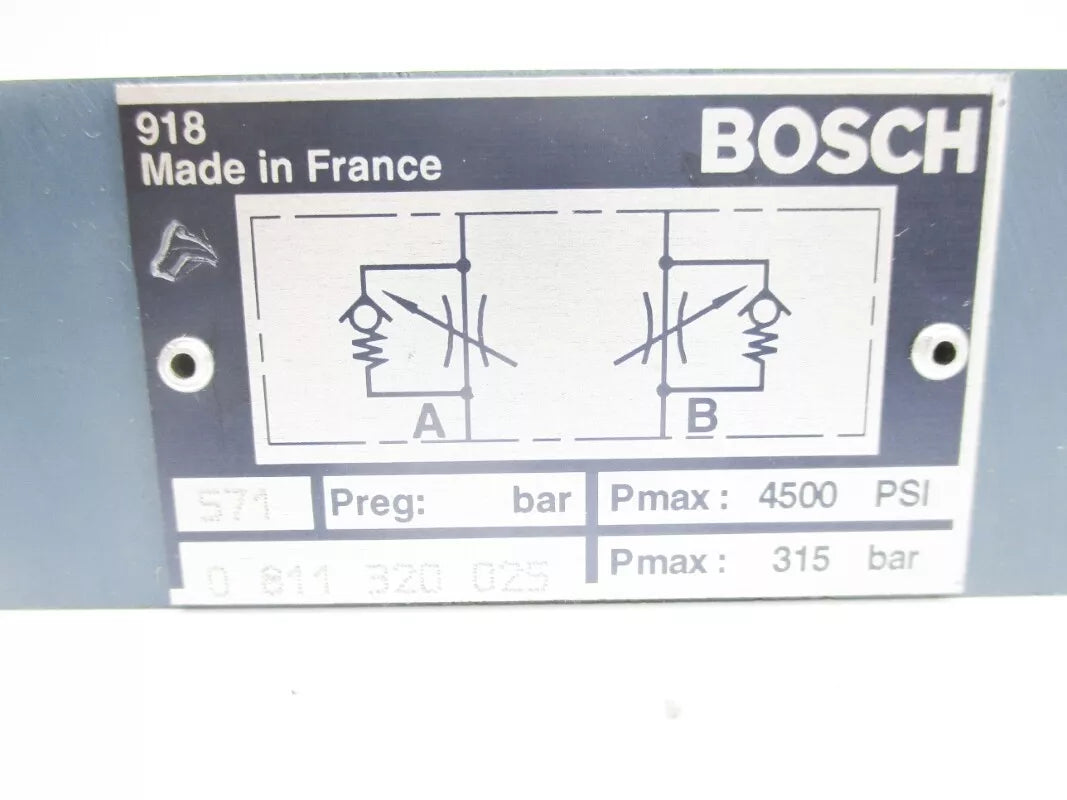 918
BOSCH
Made in France
A
B
571
Preg: bar
Pmax: 4500 PSI
0 811 320 025
Pmax: 315 bar